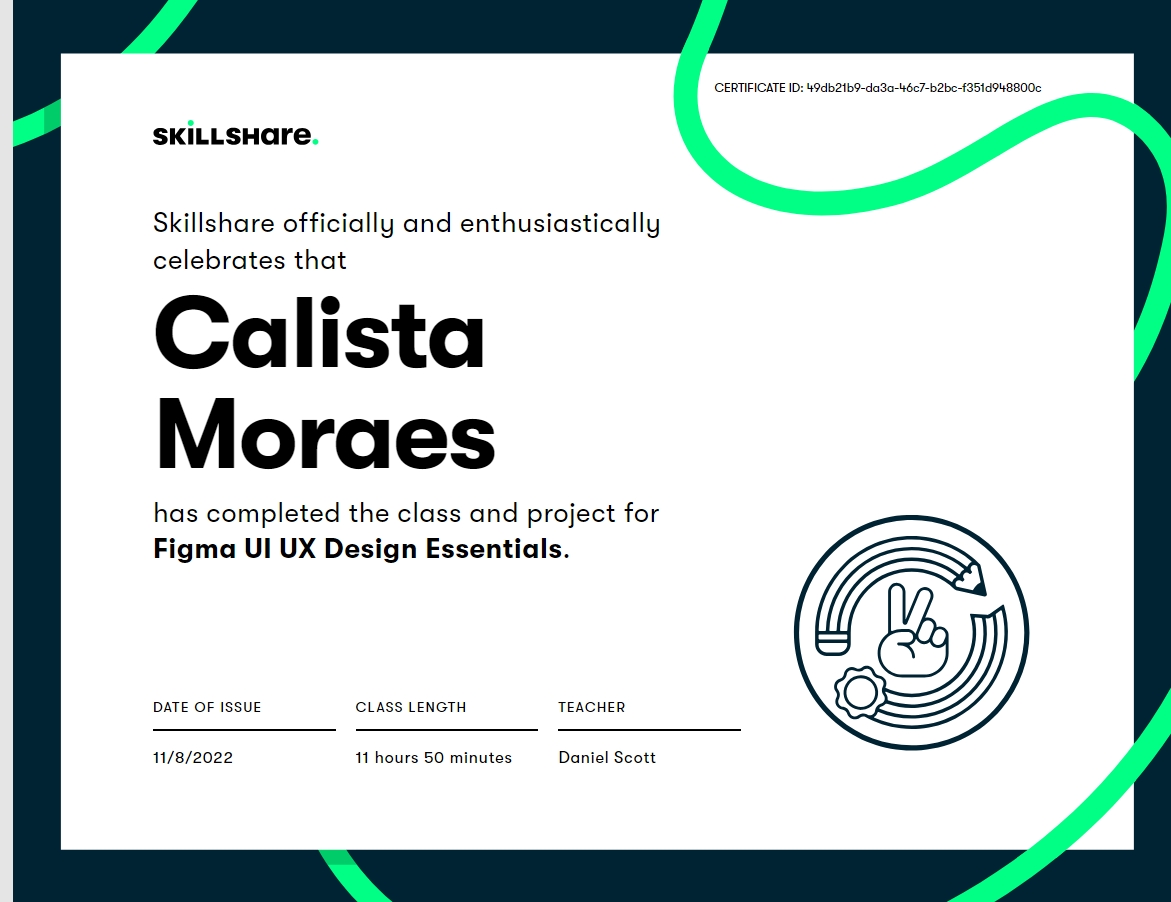 CERTIFICATE ID: 49db21b9-da3a-46c7-b2bc-f351d948800c
SKiLLSHare.
Skillshare officially and enthusiastically
celebrates that
Calista
Moraes
has completed the class and project for
Figma UI UX Design Essentials.
DATE OF ISSUE
CLASS LENGTH
TEACHER
11/8/2022
11 hours 50 minutes
Daniel Scott